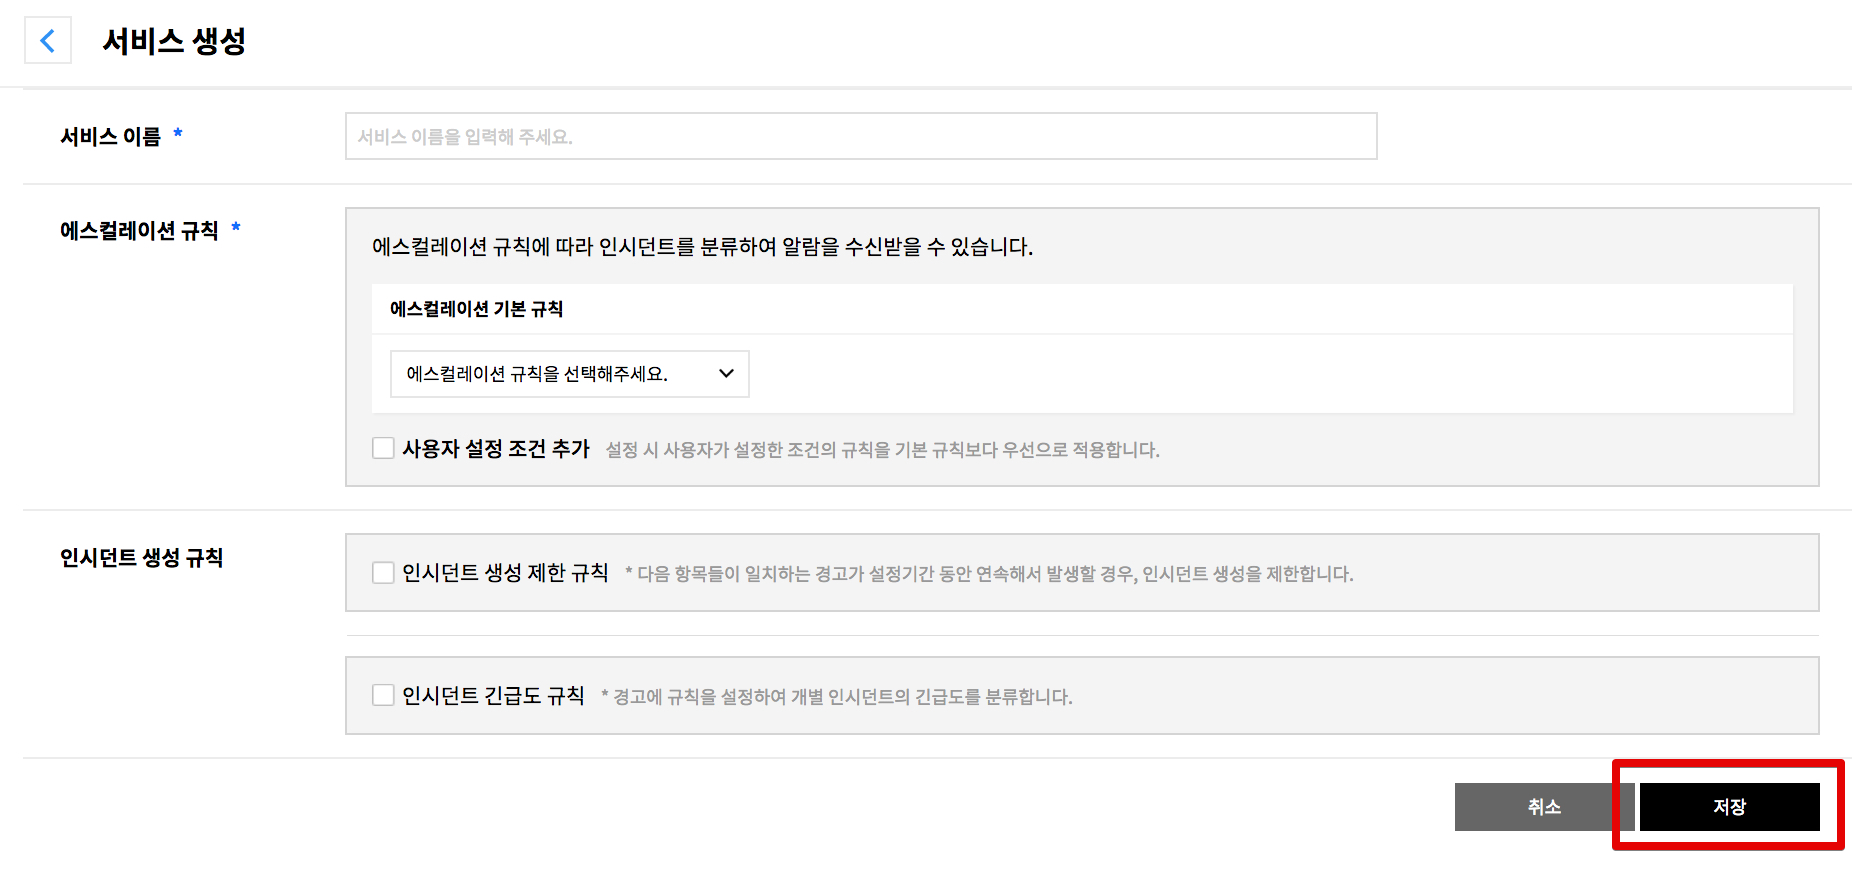 서비스 생성
서비스 이름 *
서비스 이름을 입력해 주세요.
에스컬레이션 규칙 *
에스컬레이션 규칙에 따라 인시던트를 분류하여 알람을 수신받을 수 있습니다.
에스컬레이션 기본 규칙
에스컬레이션 규칙을 선택해주세요.
사용자 설정 조건 추가 설정 시 사용자가 설정한 조건의 규칙을 기본 규칙보다 우선으로 적용합니다.
인시던트 생성 규칙
인시던트 생성 제한 규칙 * 다음 항목들이 일치하는 경고가 설정기간 동안 연속해서 발생할 경우, 인시던트 생성을 제한합니다.
인시던트 긴급도 규칙 * 경고에 규칙을 설정하여 개별 인시던트의 긴급도를 분류합니다.
취소 저장